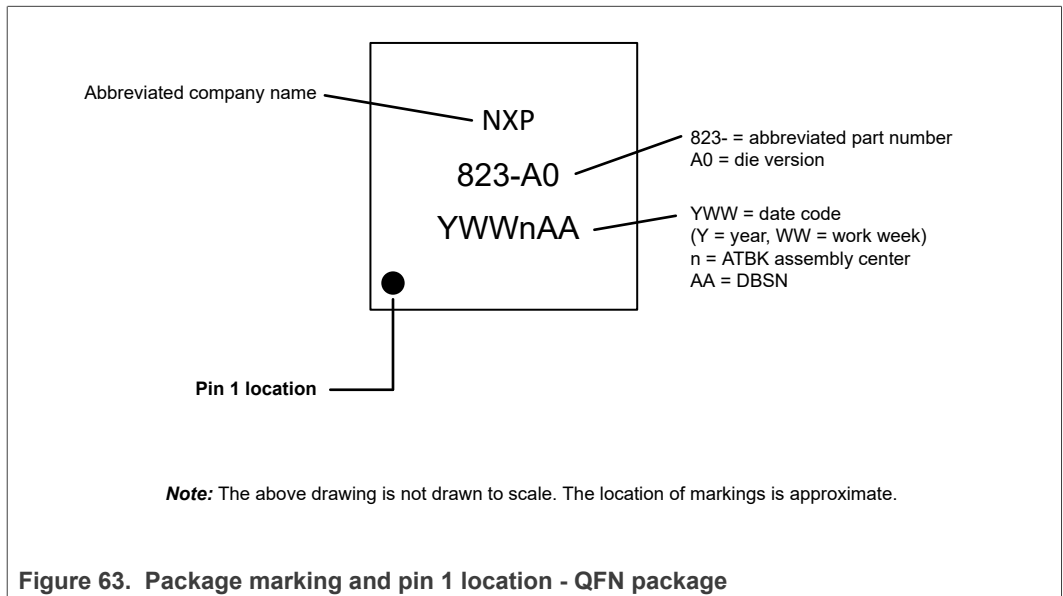 Abbreviated company name
NXP
823-A0
YWWnAA
823- = abbreviated part number
A0 = die version
YWW = date code
(Y = year, WW = work week)
n = ATBK assembly center
AA = DBSN
Pin 1 location
Note: The above drawing is not drawn to scale. The location of markings is approximate.
Figure 63. Package marking and pin 1 location - QFN package